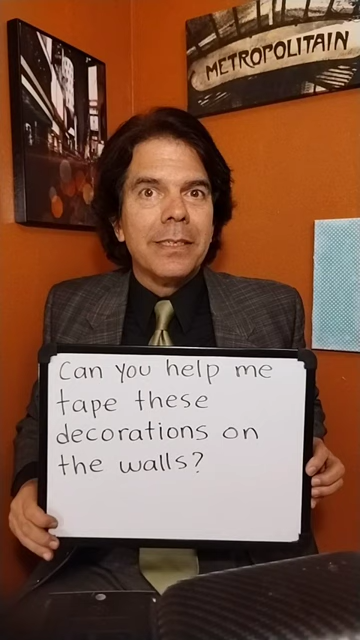 METROPOLITAIN
Can you help me
tape these
decorations on
the walls?